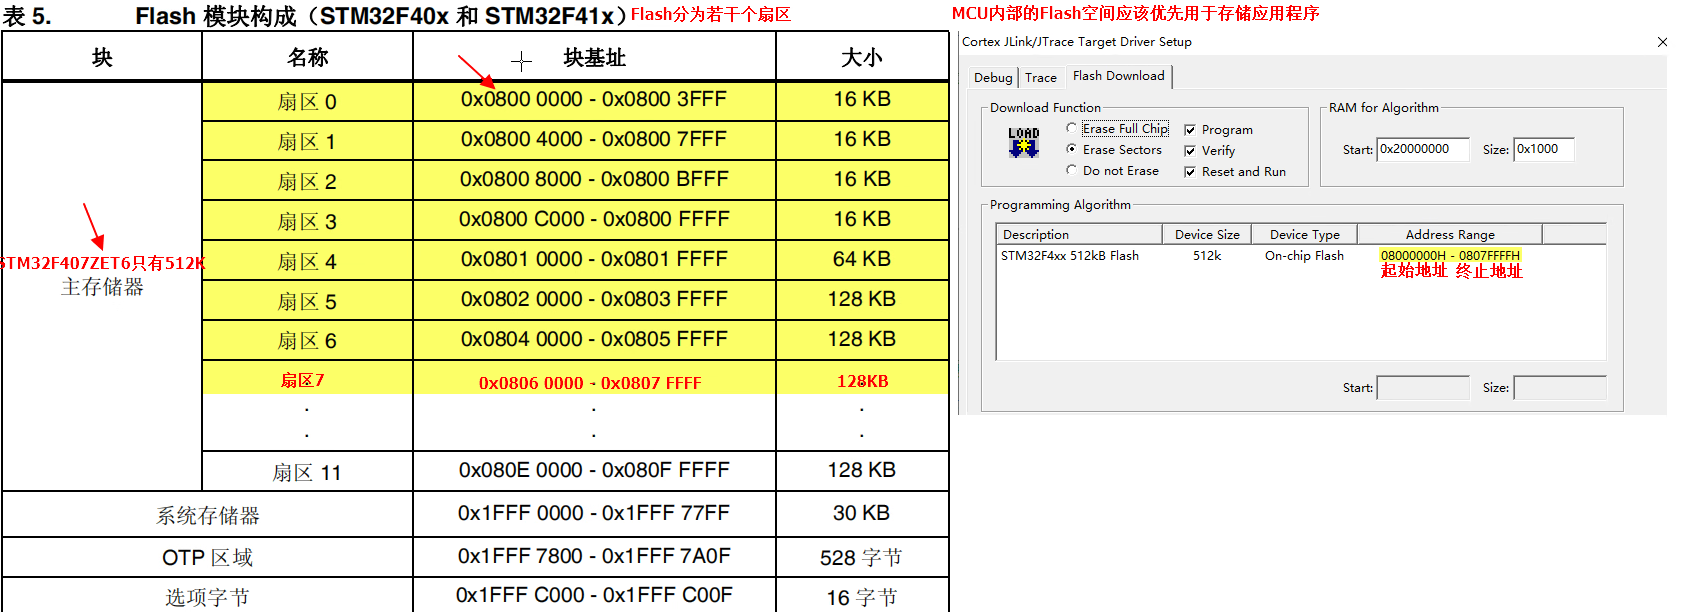 表 5. Flash 模块构成（STM32F40x 和 STM32F41x） Flash分为若干个扇区
块 名称 块基址 大小
扇区 0 0x0800 0000 - 0x0800 3FFF 16 KB
扇区 1 0x0800 4000 - 0x0800 7FFF 16 KB
扇区 2 0x0800 8000 - 0x0800 BFFF 16 KB
扇区 3 0x0800 C000 - 0x0800 FFFF 16 KB
STM32F407ZET6只有512K
主存储器
扇区 4 0x0801 0000 - 0x0801 FFFF 64 KB
扇区 5 0x0802 0000 - 0x0803 FFFF 128 KB
扇区 6 0x0804 0000 - 0x0805 FFFF 128 KB
扇区7 0x0806 0000 - 0x0807 FFFF 128KB
. . .
. . .
扇区 11 0x080E 0000 - 0x080F FFFF 128 KB
系统存储器 0x1FFF 0000 - 0x1FFF 77FF 30 KB
OTP 区域 0x1FFF 7800 - 0x1FFF 7A0F 528 字节
选项字节 0x1FFF C000 - 0x1FFF C00F 16 字节
MCU内部的Flash空间应该优先用于存储应用程序
Cortex JLink/JTrace Target Driver Setup
Debug Trace Flash Download
Download Function
LOAD
Erase Full Chip Program
Erase Sectors Verify
Do not Erase Reset and Run
RAM for Algorithm
Start: 0x20000000 Size: 0x1000
Programming Algorithm
Description Device Size Device Type Address Range
STM32F4xx 512kB Flash 512k On-chip Flash 08000000H - 0807FFFFH
起始地址 终止地址
Start: Size: